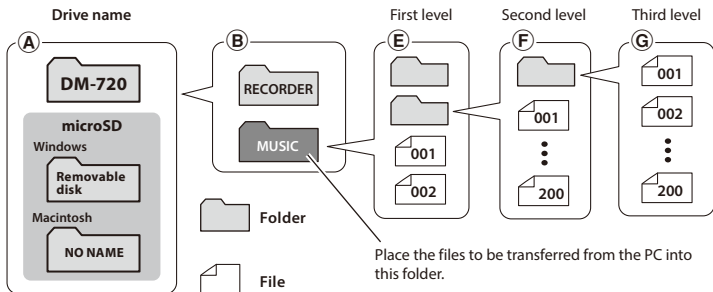 Drive name
First level
Second level
Third level
A
B
E
F
G
DM-720
microSD
Windows
Removable
disk
Macintosh
NO NAME
RECORDER
MUSIC
001
002
001
200
001
002
200
Folder
File
Place the files to be transferred from the PC into
this folder.